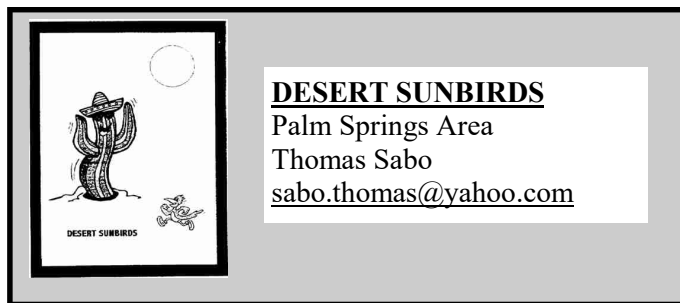 DESERT SUNBIRDS
DESERT SUNBIRDS
Palm Springs Area
Thomas Sabo
sabo.thomas@yahoo.com